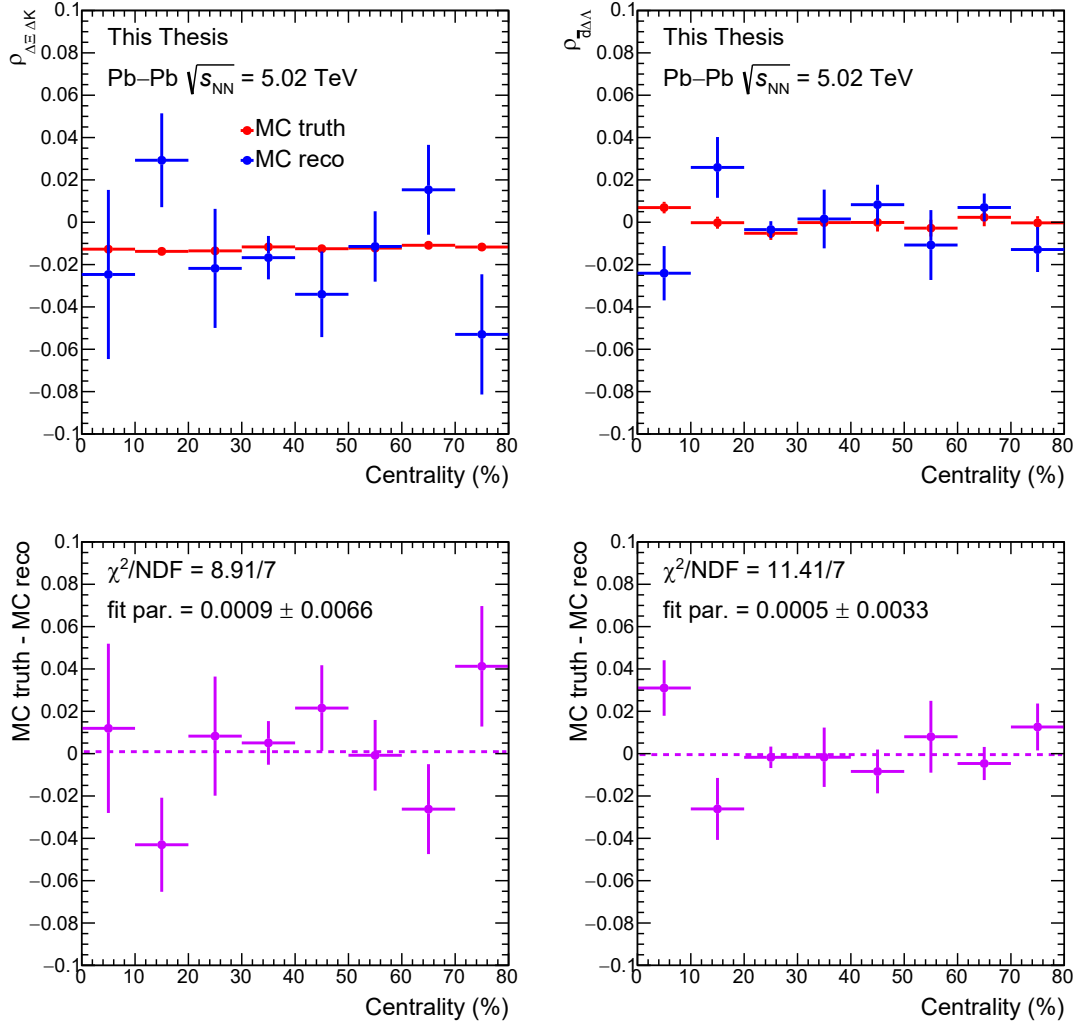 ρ_ΔΞ ΔK
0.1
0.08
0.06
0.04
0.02
0
−0.02
−0.04
−0.06
−0.08
−0.1
This Thesis
Pb–Pb √s_NN = 5.02 TeV
MC truth
MC reco
0 10 20 30 40 50 60 70 80
Centrality (%)
ρ_d̅ΔΛ
0.1
0.08
0.06
0.04
0.02
0
−0.02
−0.04
−0.06
−0.08
−0.1
This Thesis
Pb–Pb √s_NN = 5.02 TeV
0 10 20 30 40 50 60 70 80
Centrality (%)
MC truth - MC reco
0.1
0.08
0.06
0.04
0.02
0
−0.02
−0.04
−0.06
−0.08
−0.1
χ²/NDF = 8.91/7
fit par. = 0.0009 ± 0.0066
0 10 20 30 40 50 60 70 80
Centrality (%)
MC truth - MC reco
0.1
0.08
0.06
0.04
0.02
0
−0.02
−0.04
−0.06
−0.08
−0.1
χ²/NDF = 11.41/7
fit par. = 0.0005 ± 0.0033
0 10 20 30 40 50 60 70 80
Centrality (%)